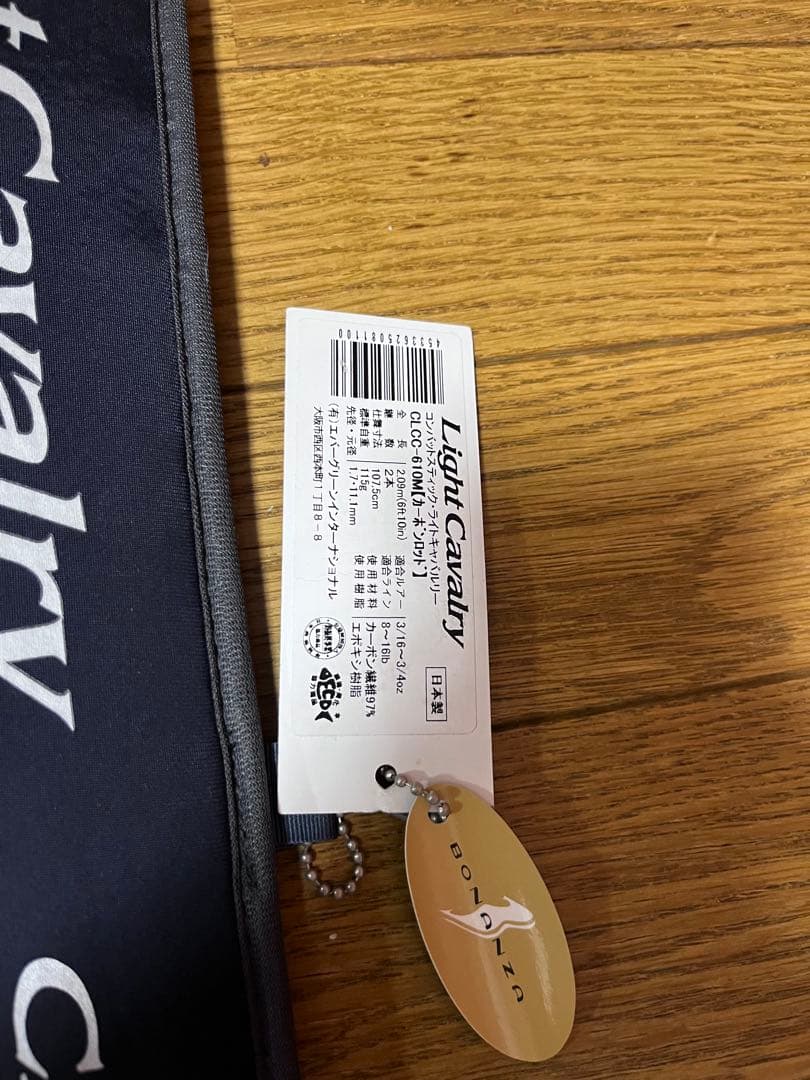 t Cavalry
C
Light Cavalry
コンバットスティック・ライトキャバルリー
CLCC-610M【カーボンロッド】
日本製
全長 2.09m(6ft10in) 適合ルアー 3/16〜3/4oz
継数 2本 適合ライン 8〜16lb
仕舞寸法 107.5cm 使用材料 カーボン繊維97%
標準自重 115g 使用樹脂 エポキシ樹脂
先径・元径 1.7・11.1mm
(有)エバーグリーンインターナショナル
大阪市西区西本町1丁目8-8
BONANZA